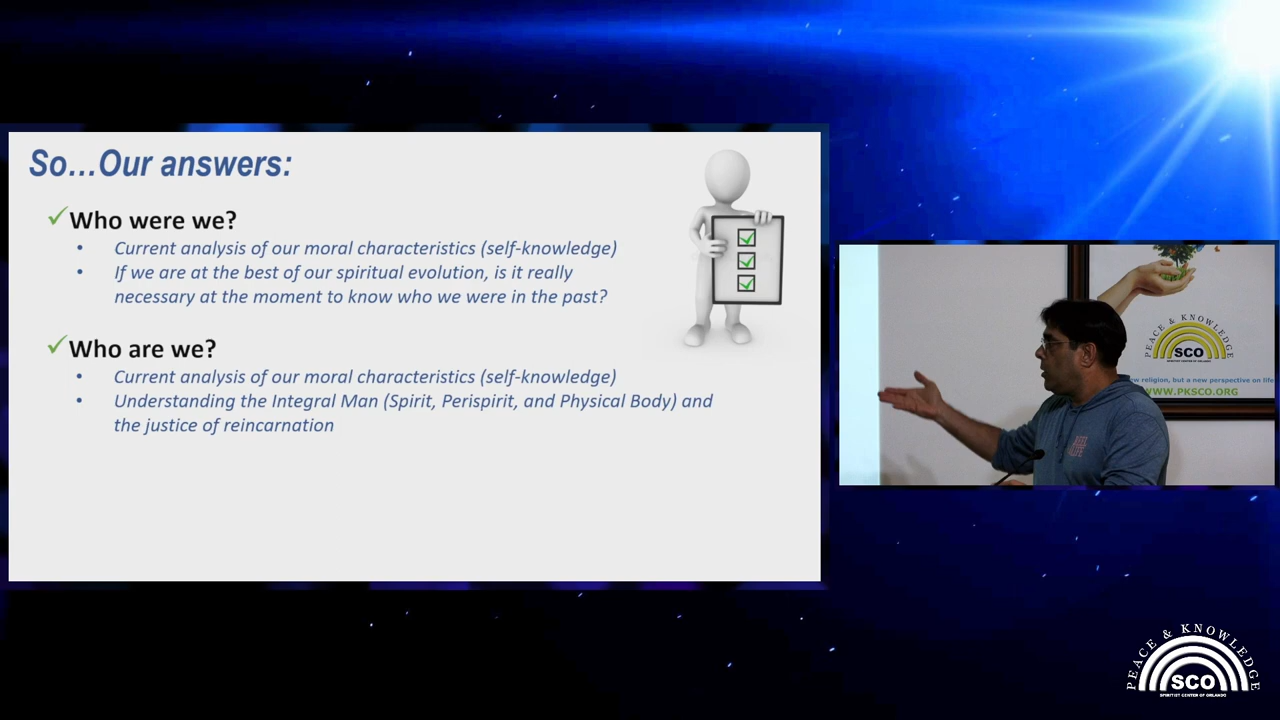 So...Our answers:
Who were we?
Current analysis of our moral characteristics (self-knowledge)
If we are at the best of our spiritual evolution, is it really
necessary at the moment to know who we were in the past?
Who are we?
Current analysis of our moral characteristics (self-knowledge)
Understanding the Integral Man (Spirit, Perispirit, and Physical Body) and
the justice of reincarnation
PEACE & KNOWLEDGE
SCO
SPIRITIST CENTER OF ORLANDO
religion, but a new perspective on life
WWW.PKSCO.ORG
PEACE & KNOWLEDGE
SCO
SPIRITIST CENTER OF ORLANDO